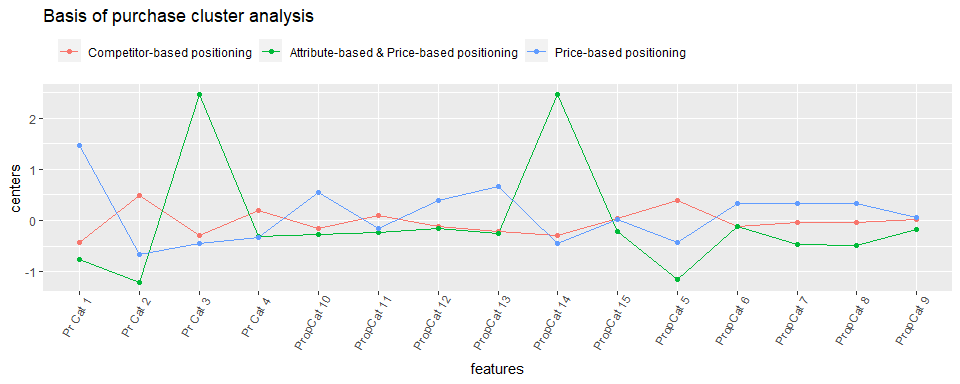 Basis of purchase cluster analysis
Competitor-based positioning Attribute-based & Price-based positioning Price-based positioning
centers
2
1
0
-1
Pr Cat 1 Pr Cat 2 Pr Cat 3 Pr Cat 4 PropCat 10 PropCat 11 PropCat 12 PropCat 13 PropCat 14 PropCat 15 PropCat 5 PropCat 6 PropCat 7 PropCat 8 PropCat 9
features